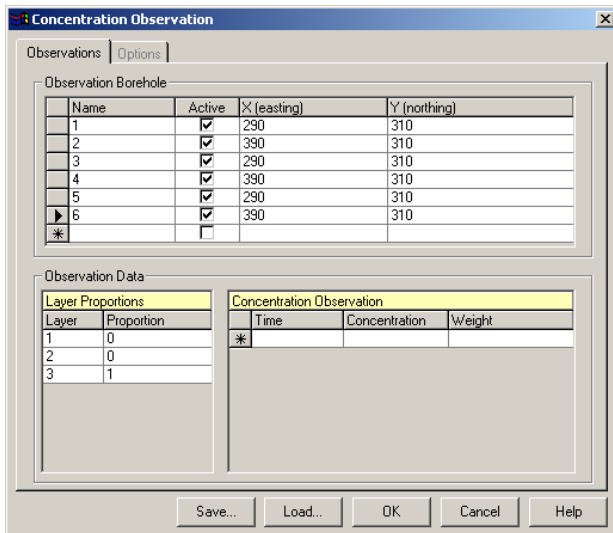 Concentration Observation
Observations Options
Observation Borehole
Name Active X (easting) Y (northing)
1 290 310
2 390 310
3 290 310
4 390 310
5 290 310
6 390 310
Observation Data
Layer Proportions
Layer Proportion
1 0
2 0
3 1
Concentration Observation
Time Concentration Weight
Save... Load... OK Cancel Help